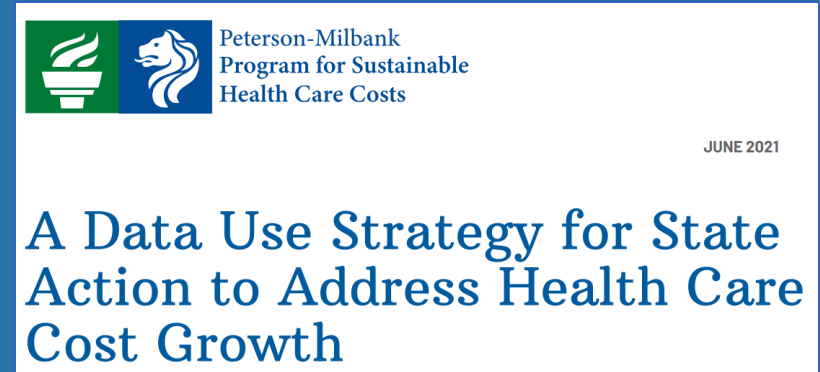 Peterson-Milbank
Program for Sustainable
Health Care Costs
JUNE 2021
A Data Use Strategy for State
Action to Address Health Care
Cost Growth